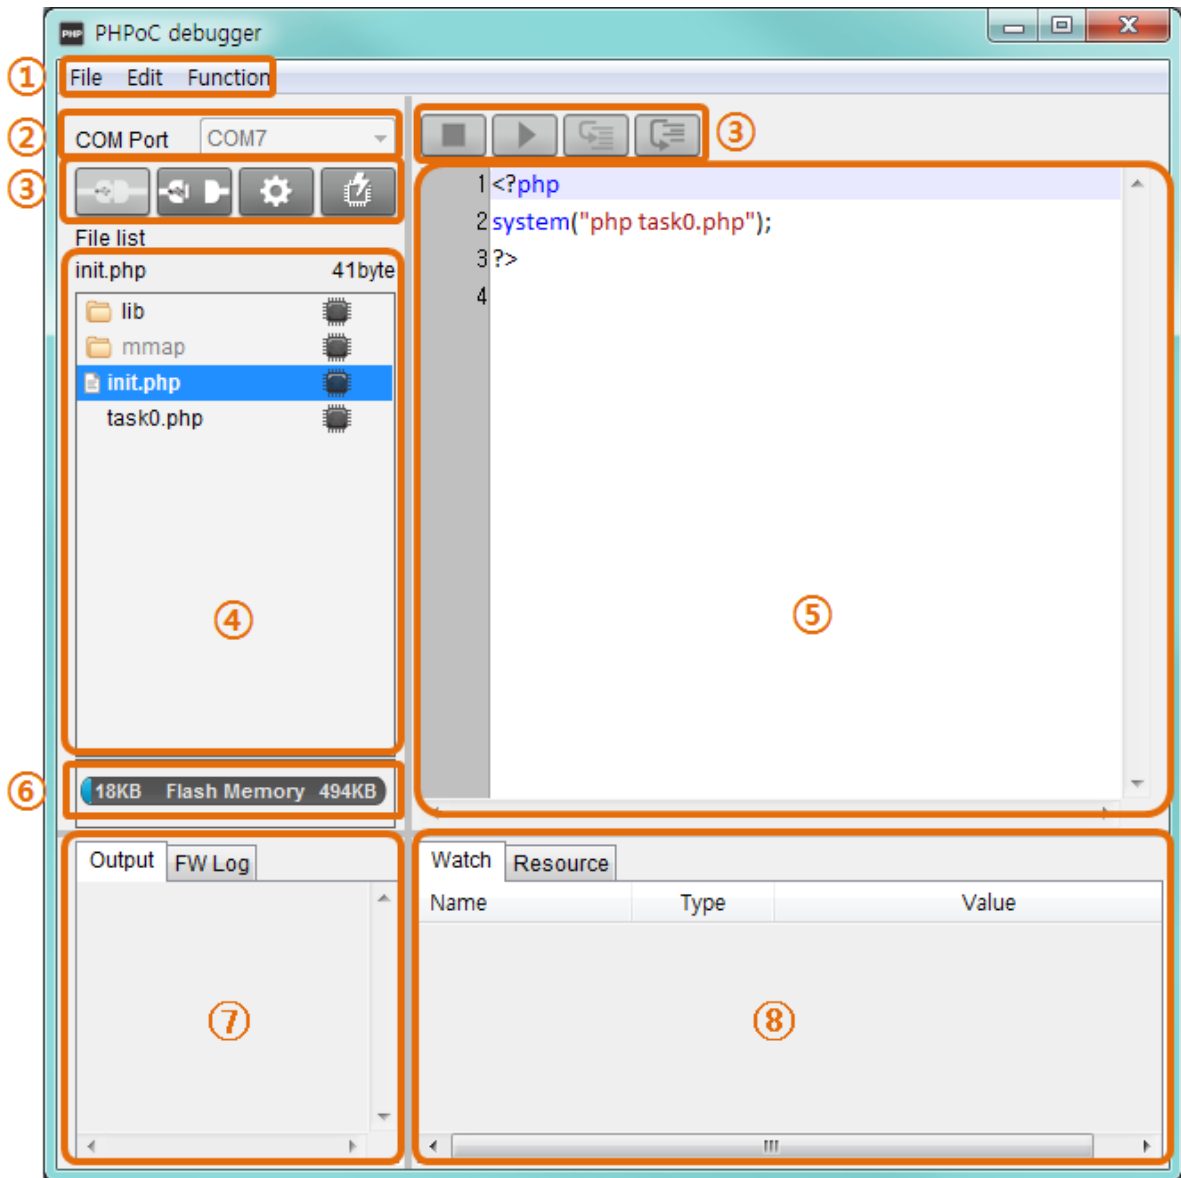 PHP PHPoC debugger
① File Edit Function
② COM Port COM7
③
③
File list
init.php 41byte
lib
mmap
init.php
task0.php
④
1 <?php
2 system("php task0.php");
3 ?>
4
⑤
⑥ 18KB Flash Memory 494KB
Output FW Log
⑦
Watch Resource
Name Type Value
⑧